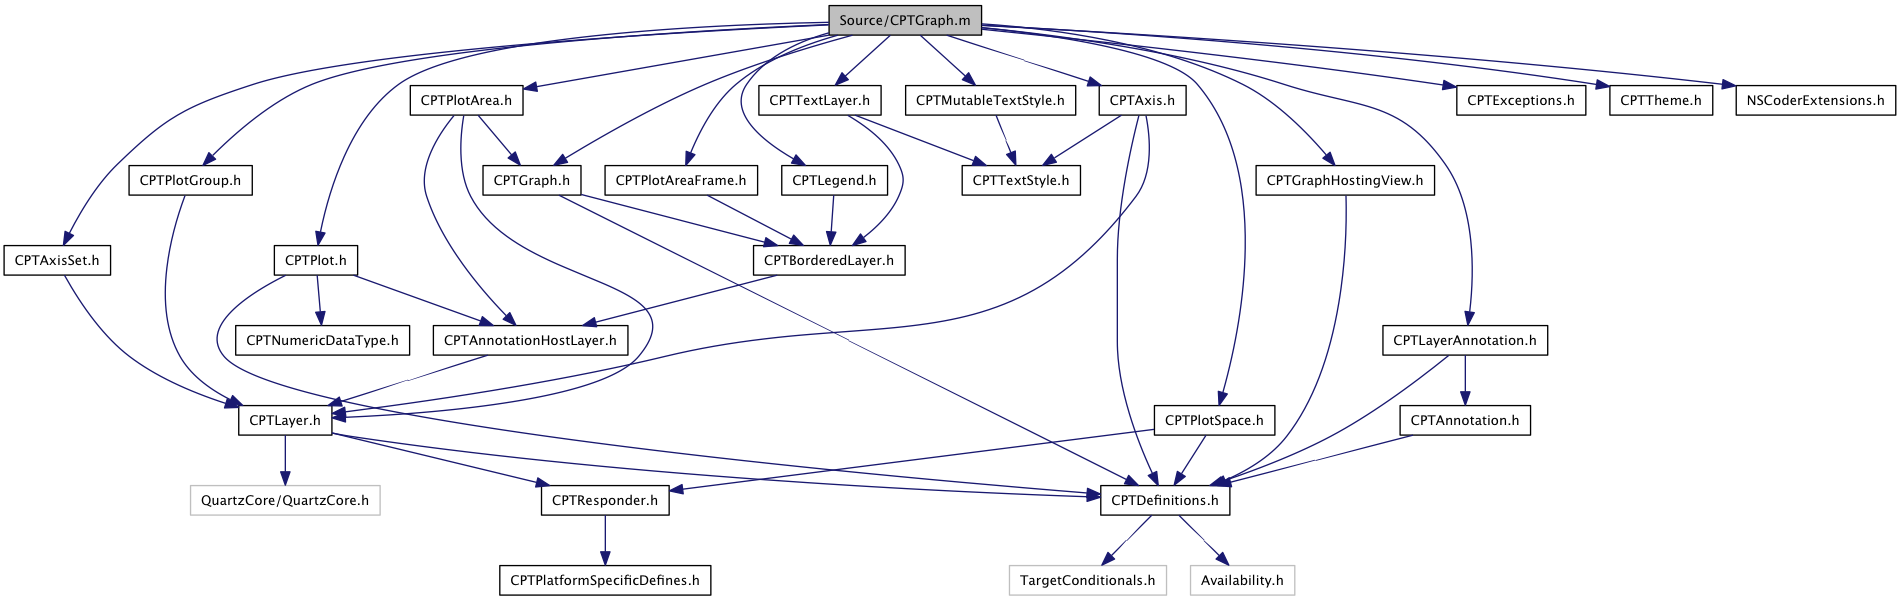 Source/CPTGraph.m
CPTPlotArea.h
CPTTextLayer.h
CPTMutableTextStyle.h
CPTAxis.h
CPTExceptions.h
CPTTheme.h
NSCoderExtensions.h
CPTPlotGroup.h
CPTGraph.h
CPTPlotAreaFrame.h
CPTLegend.h
CPTTextStyle.h
CPTGraphHostingView.h
CPTAxisSet.h
CPTPlot.h
CPTBorderedLayer.h
CPTNumericDataType.h
CPTAnnotationHostLayer.h
CPTLayerAnnotation.h
CPTLayer.h
CPTPlotSpace.h
CPTAnnotation.h
QuartzCore/QuartzCore.h
CPTResponder.h
CPTDefinitions.h
CPTPlatformSpecificDefines.h
TargetConditionals.h
Availability.h